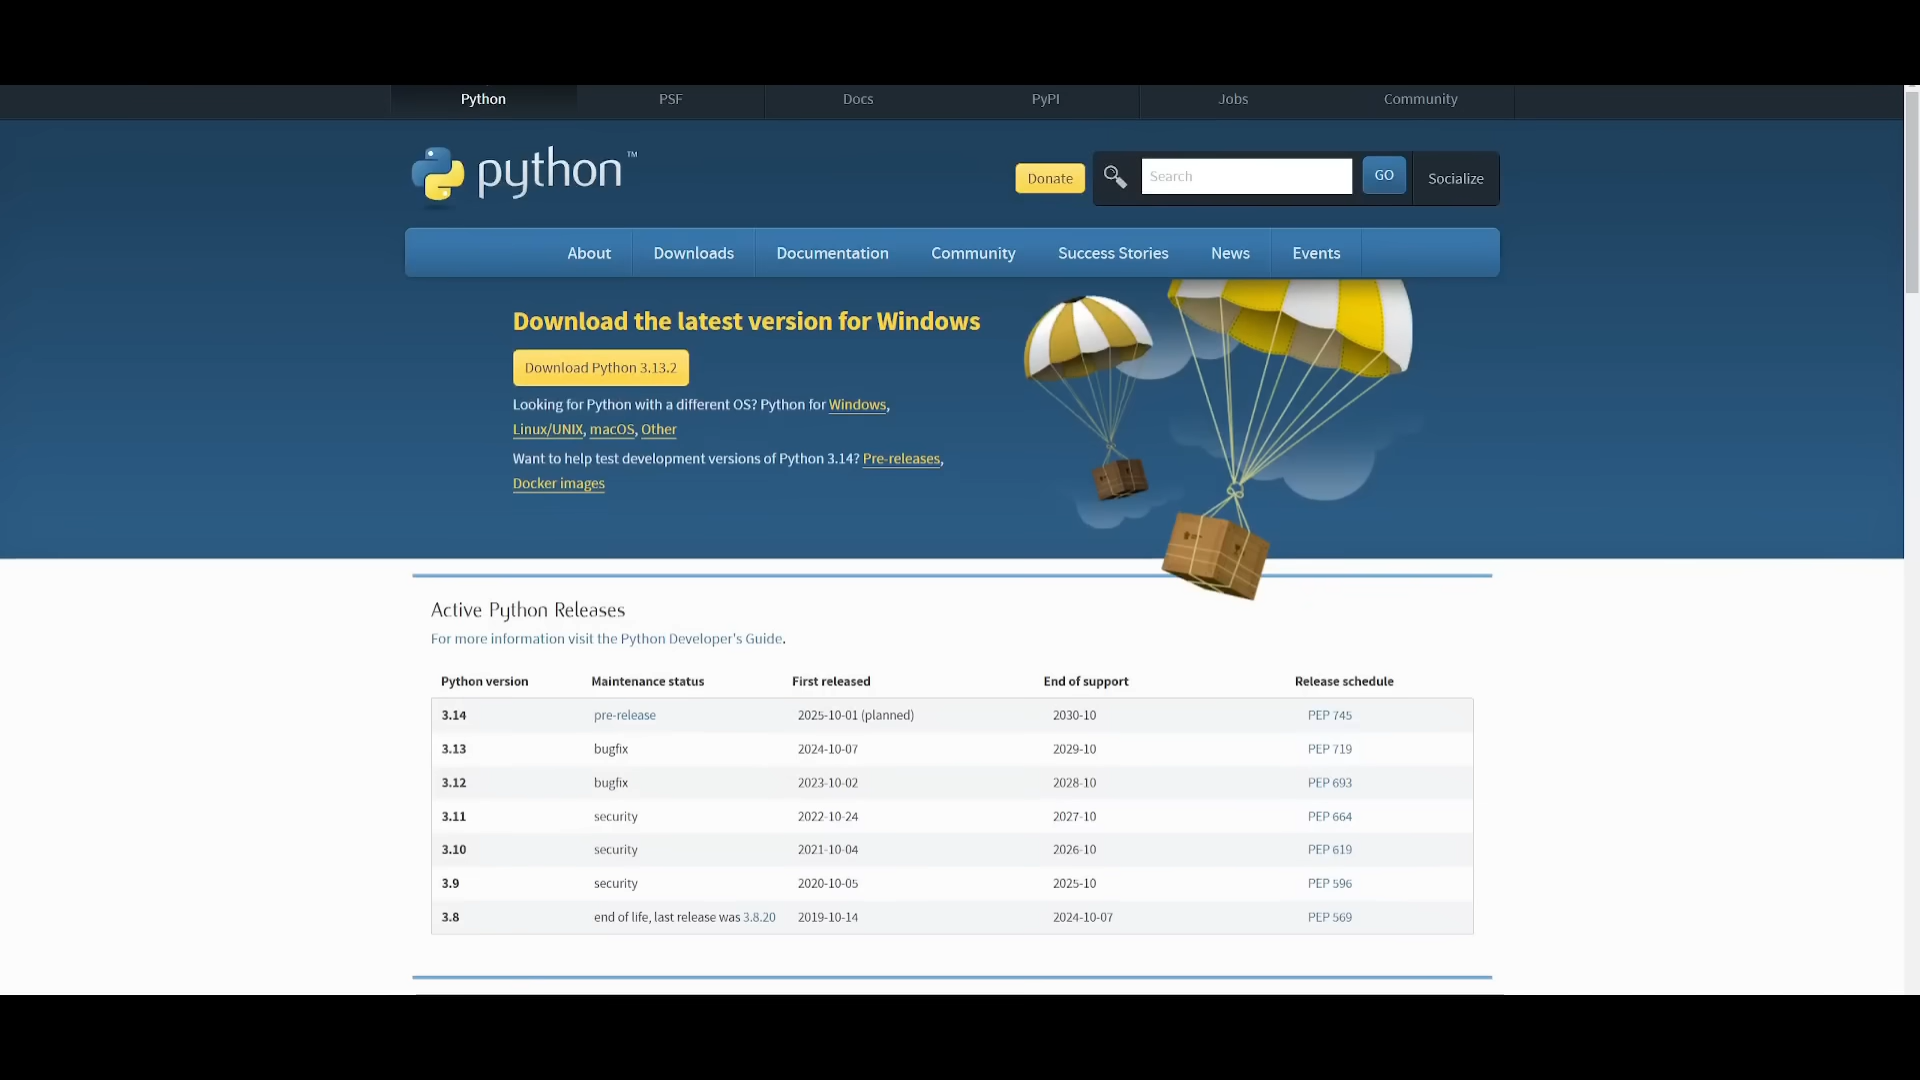 Python PSF Docs PyPI Jobs Community
python™
Donate Search GO Socialize
About Downloads Documentation Community Success Stories News Events
Download the latest version for Windows
Download Python 3.13.2
Looking for Python with a different OS? Python for Windows,
Linux/UNIX, macOS, Other
Want to help test development versions of Python 3.14? Pre-releases,
Docker images
Active Python Releases
For more information visit the Python Developer's Guide.
Python version Maintenance status First released End of support Release schedule
3.14 pre-release 2025-10-01 (planned) 2030-10 PEP 745
3.13 bugfix 2024-10-07 2029-10 PEP 719
3.12 bugfix 2023-10-02 2028-10 PEP 693
3.11 security 2022-10-24 2027-10 PEP 664
3.10 security 2021-10-04 2026-10 PEP 619
3.9 security 2020-10-05 2025-10 PEP 596
3.8 end of life, last release was 3.8.20 2019-10-14 2024-10-07 PEP 569